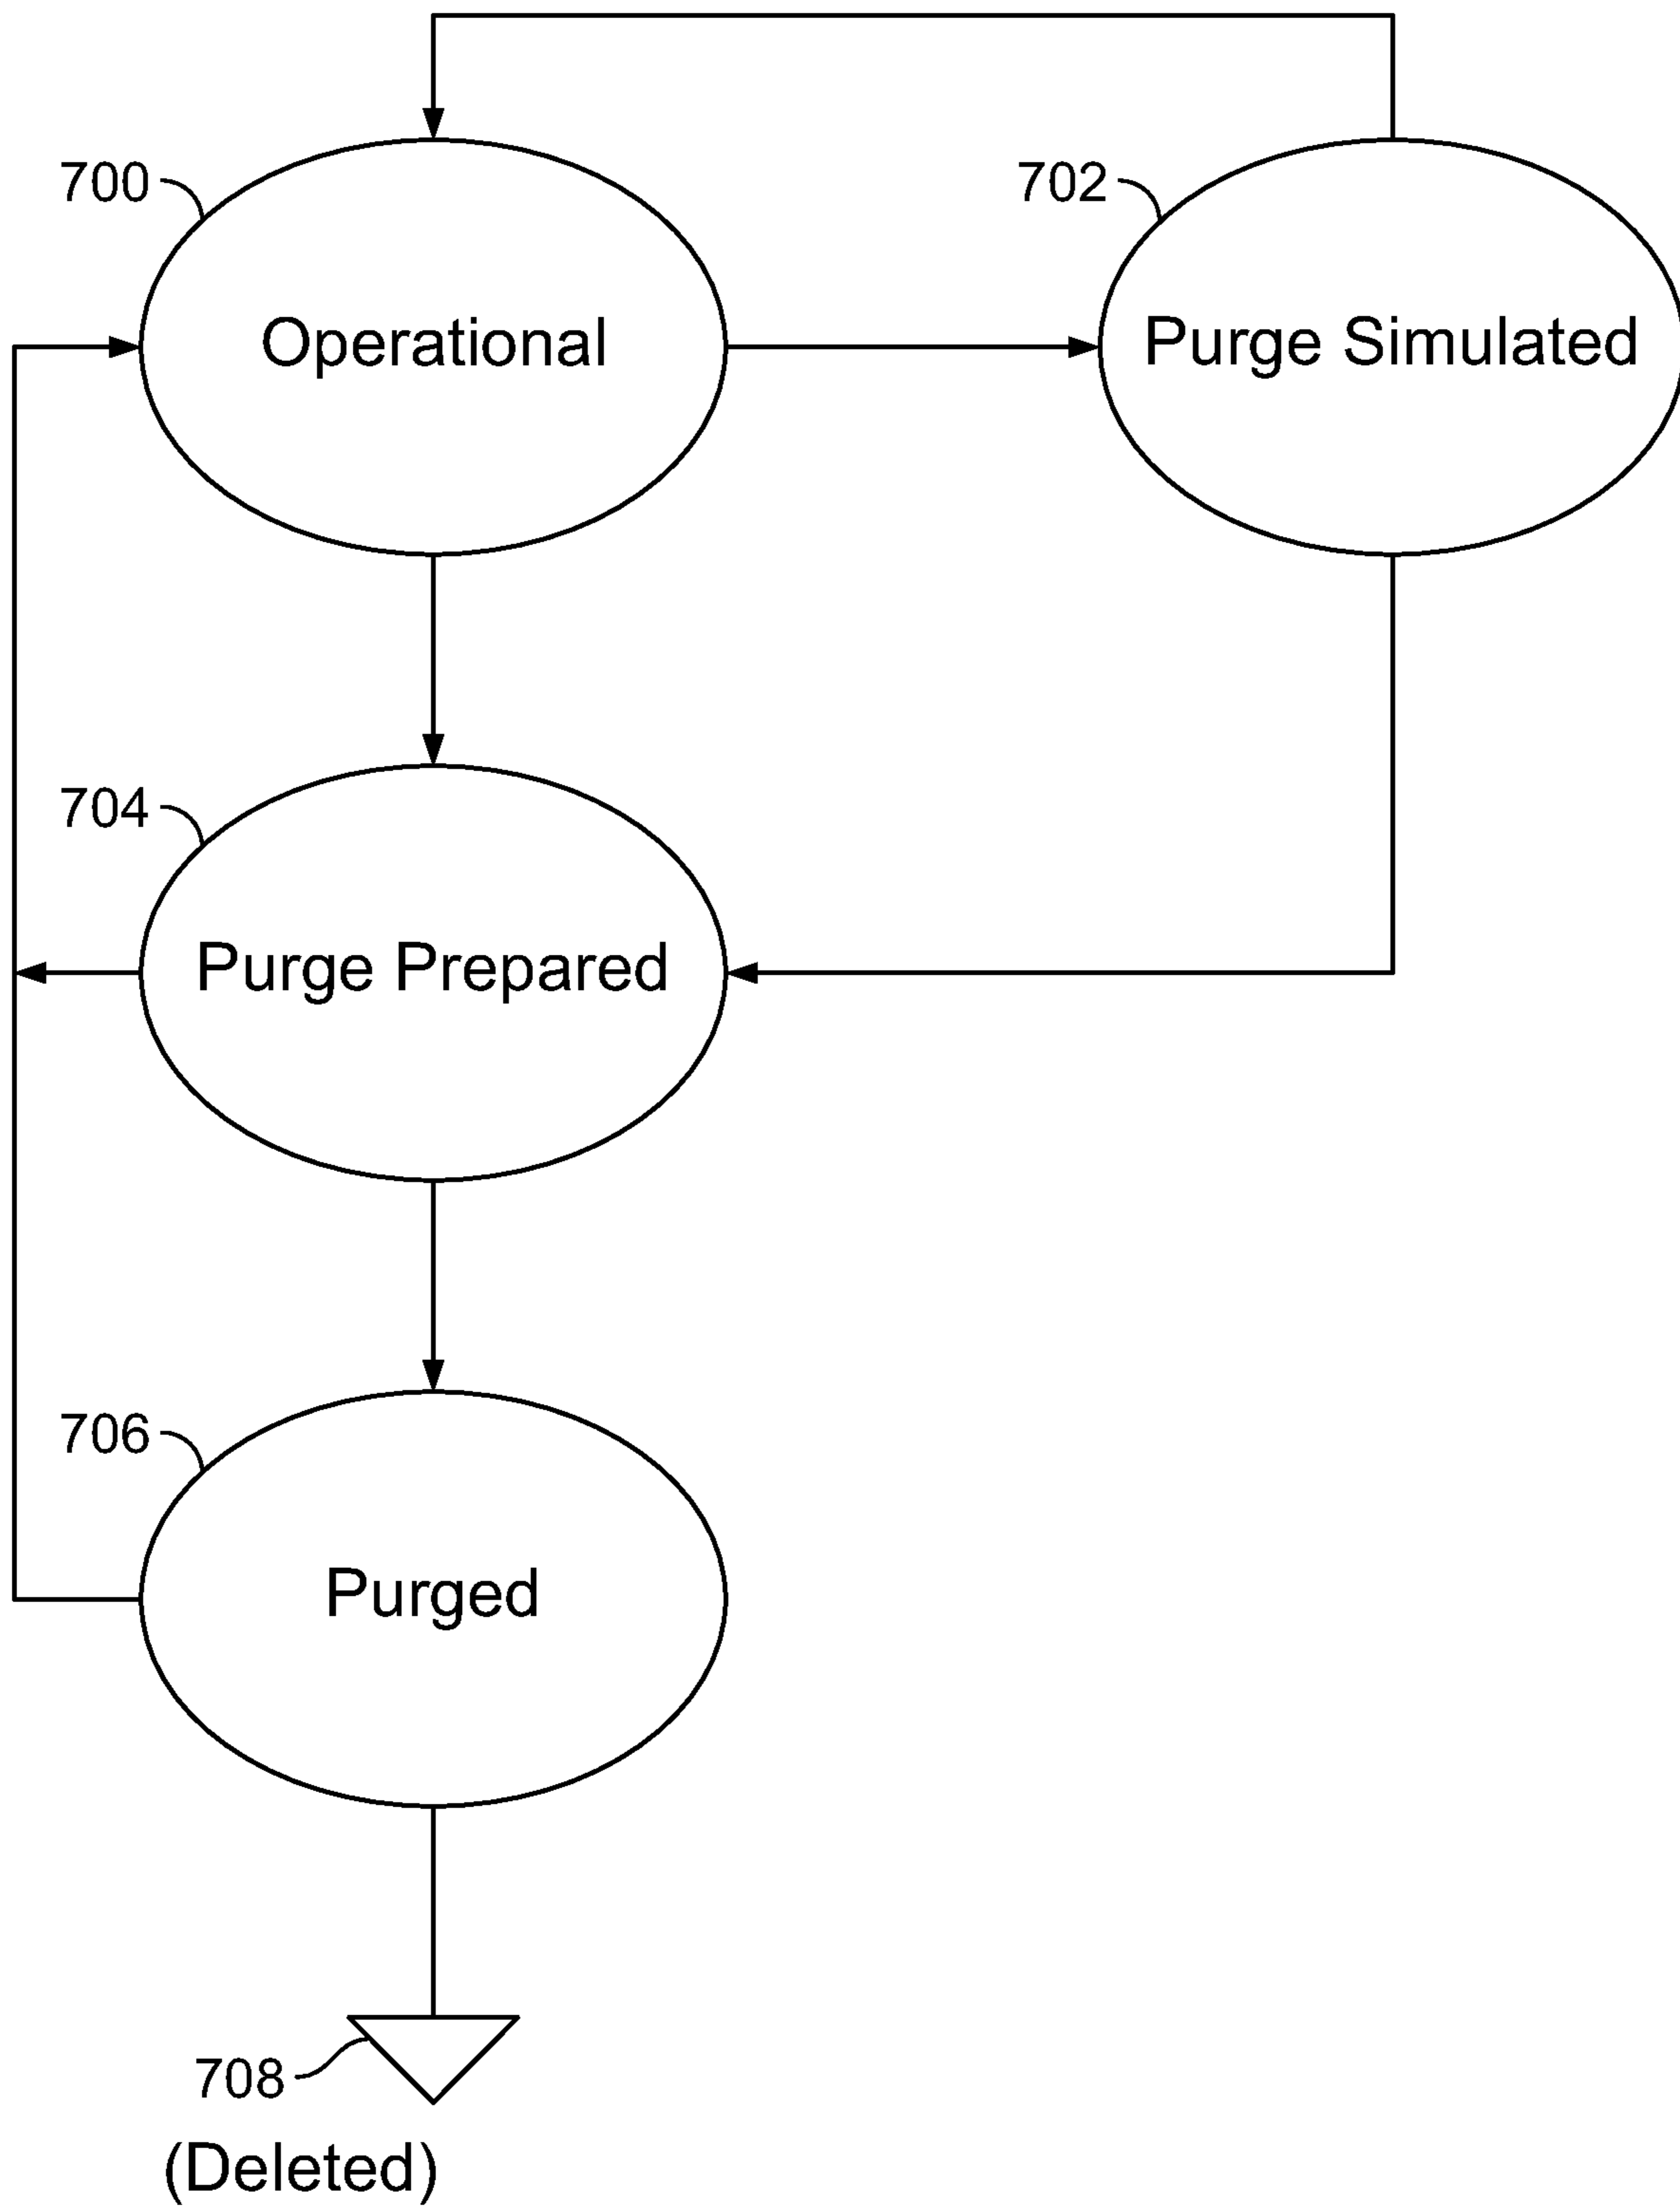 700
702
Operational
Purge Simulated
704
Purge Prepared
706
Purged
708
(Deleted)